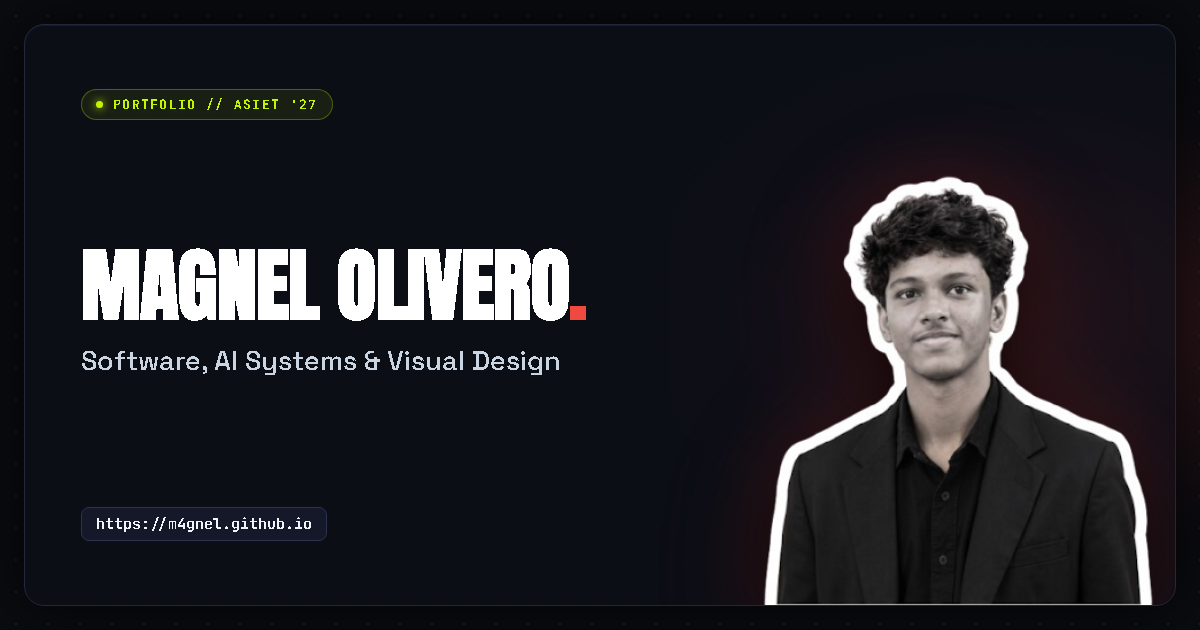 PORTFOLIO // ASIET '27
MAGNEL OLIVERO.
Software, AI Systems & Visual Design
https://m4gnel.github.io